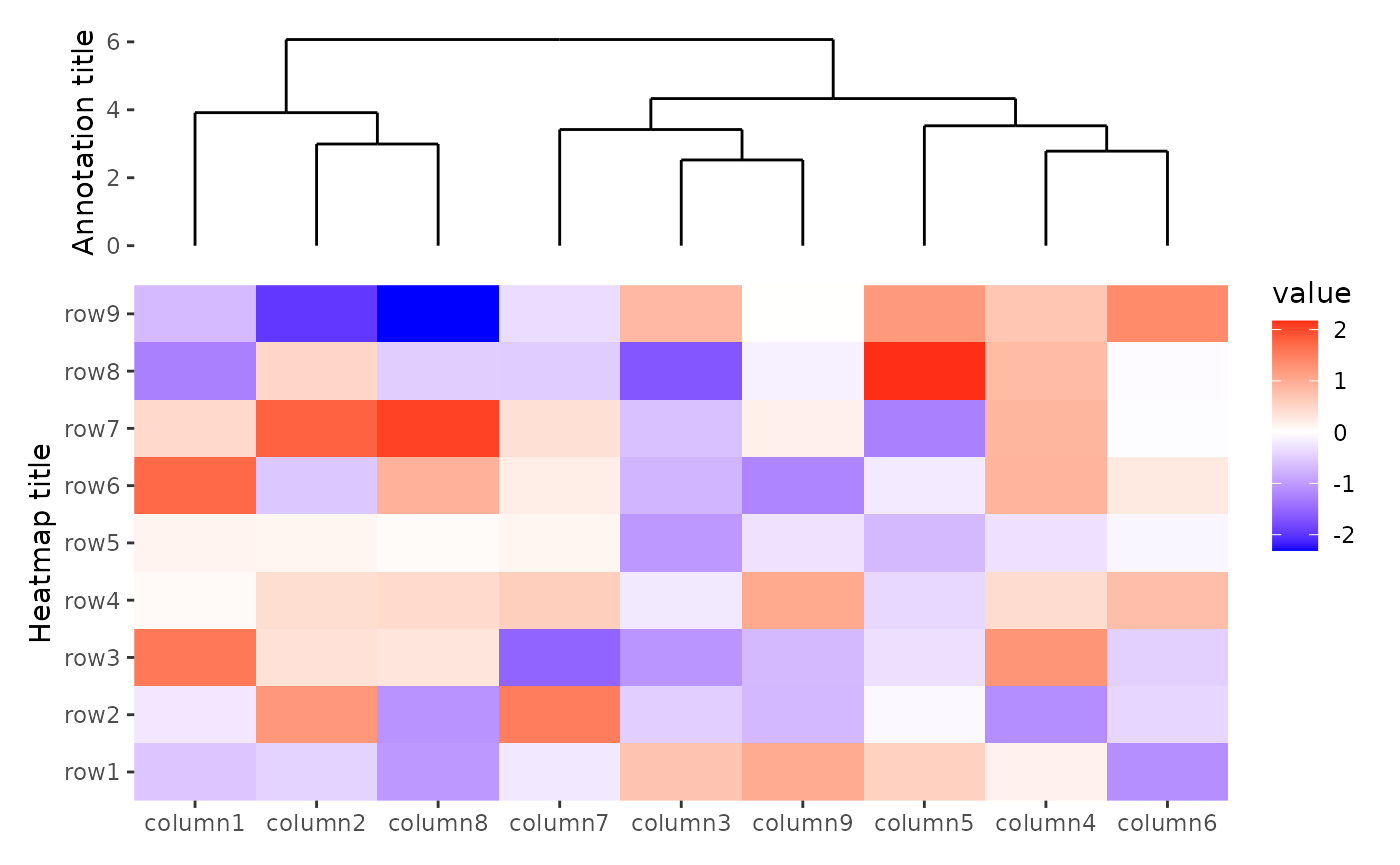 Annotation title
6
4
2
0
Heatmap title
row9
row8
row7
row6
row5
row4
row3
row2
row1
column1 column2 column8 column7 column3 column9 column5 column4 column6
value
2
1
0
-1
-2